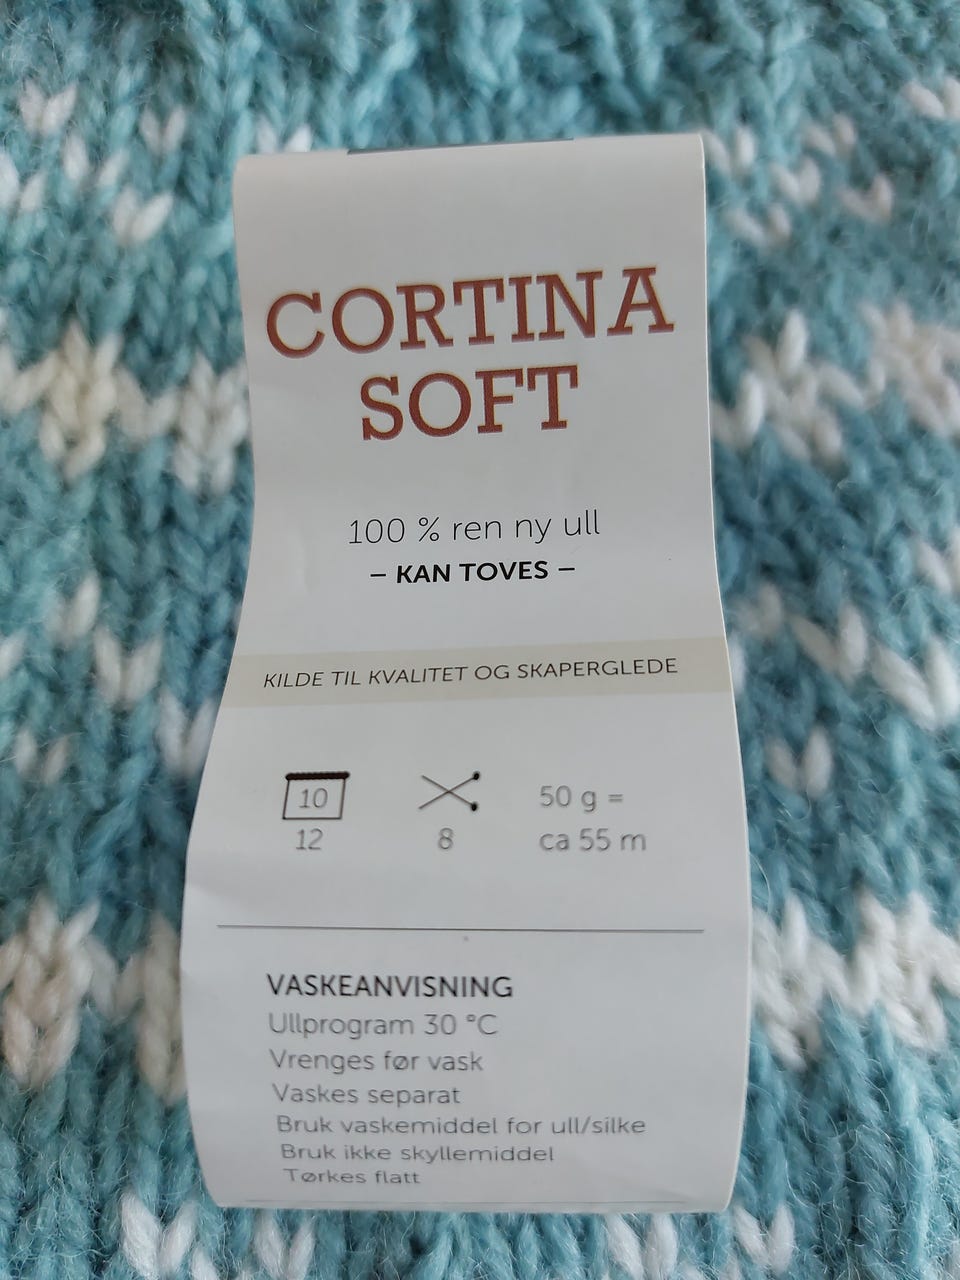 CORTINA
SOFT
100 % ren ny ull
– KAN TOVES –
KILDE TIL KVALITET OG SKAPERGLEDE
10
12
8
50 g =
ca 55 m
VASKEANVISNING
Ullprogram 30 °C
Vrenges før vask
Vaskes separat
Bruk vaskemiddel for ull/silke
Bruk ikke skyllemiddel
Tørkes flatt